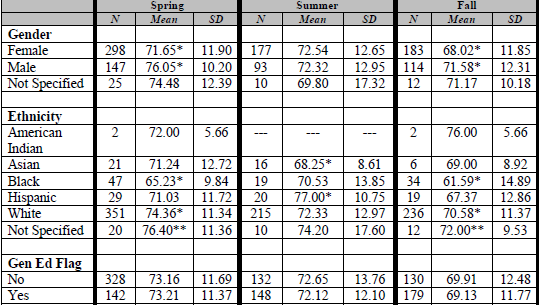 Spring Summer Fall
N Mean SD N Mean SD N Mean SD
Gender
Female 298 71.65* 11.90 177 72.54 12.65 183 68.02* 11.85
Male 147 76.05* 10.20 93 72.32 12.95 114 71.58* 12.31
Not Specified 25 74.48 12.39 10 69.80 17.32 12 71.17 10.18
Ethnicity
American 2 72.00 5.66 --- --- --- 2 76.00 5.66
Indian
Asian 21 71.24 12.72 16 68.25* 8.61 6 69.00 8.92
Black 47 65.23* 9.84 19 70.53 13.85 34 61.59* 14.89
Hispanic 29 71.03 11.72 20 77.00* 10.75 19 67.37 12.86
White 351 74.36* 11.34 215 72.33 12.97 236 70.58* 11.37
Not Specified 20 76.40** 11.36 10 74.20 17.60 12 72.00** 9.53
Gen Ed Flag
No 328 73.16 11.69 132 72.65 13.76 130 69.91 12.48
Yes 142 73.21 11.37 148 72.12 12.10 179 69.13 11.77